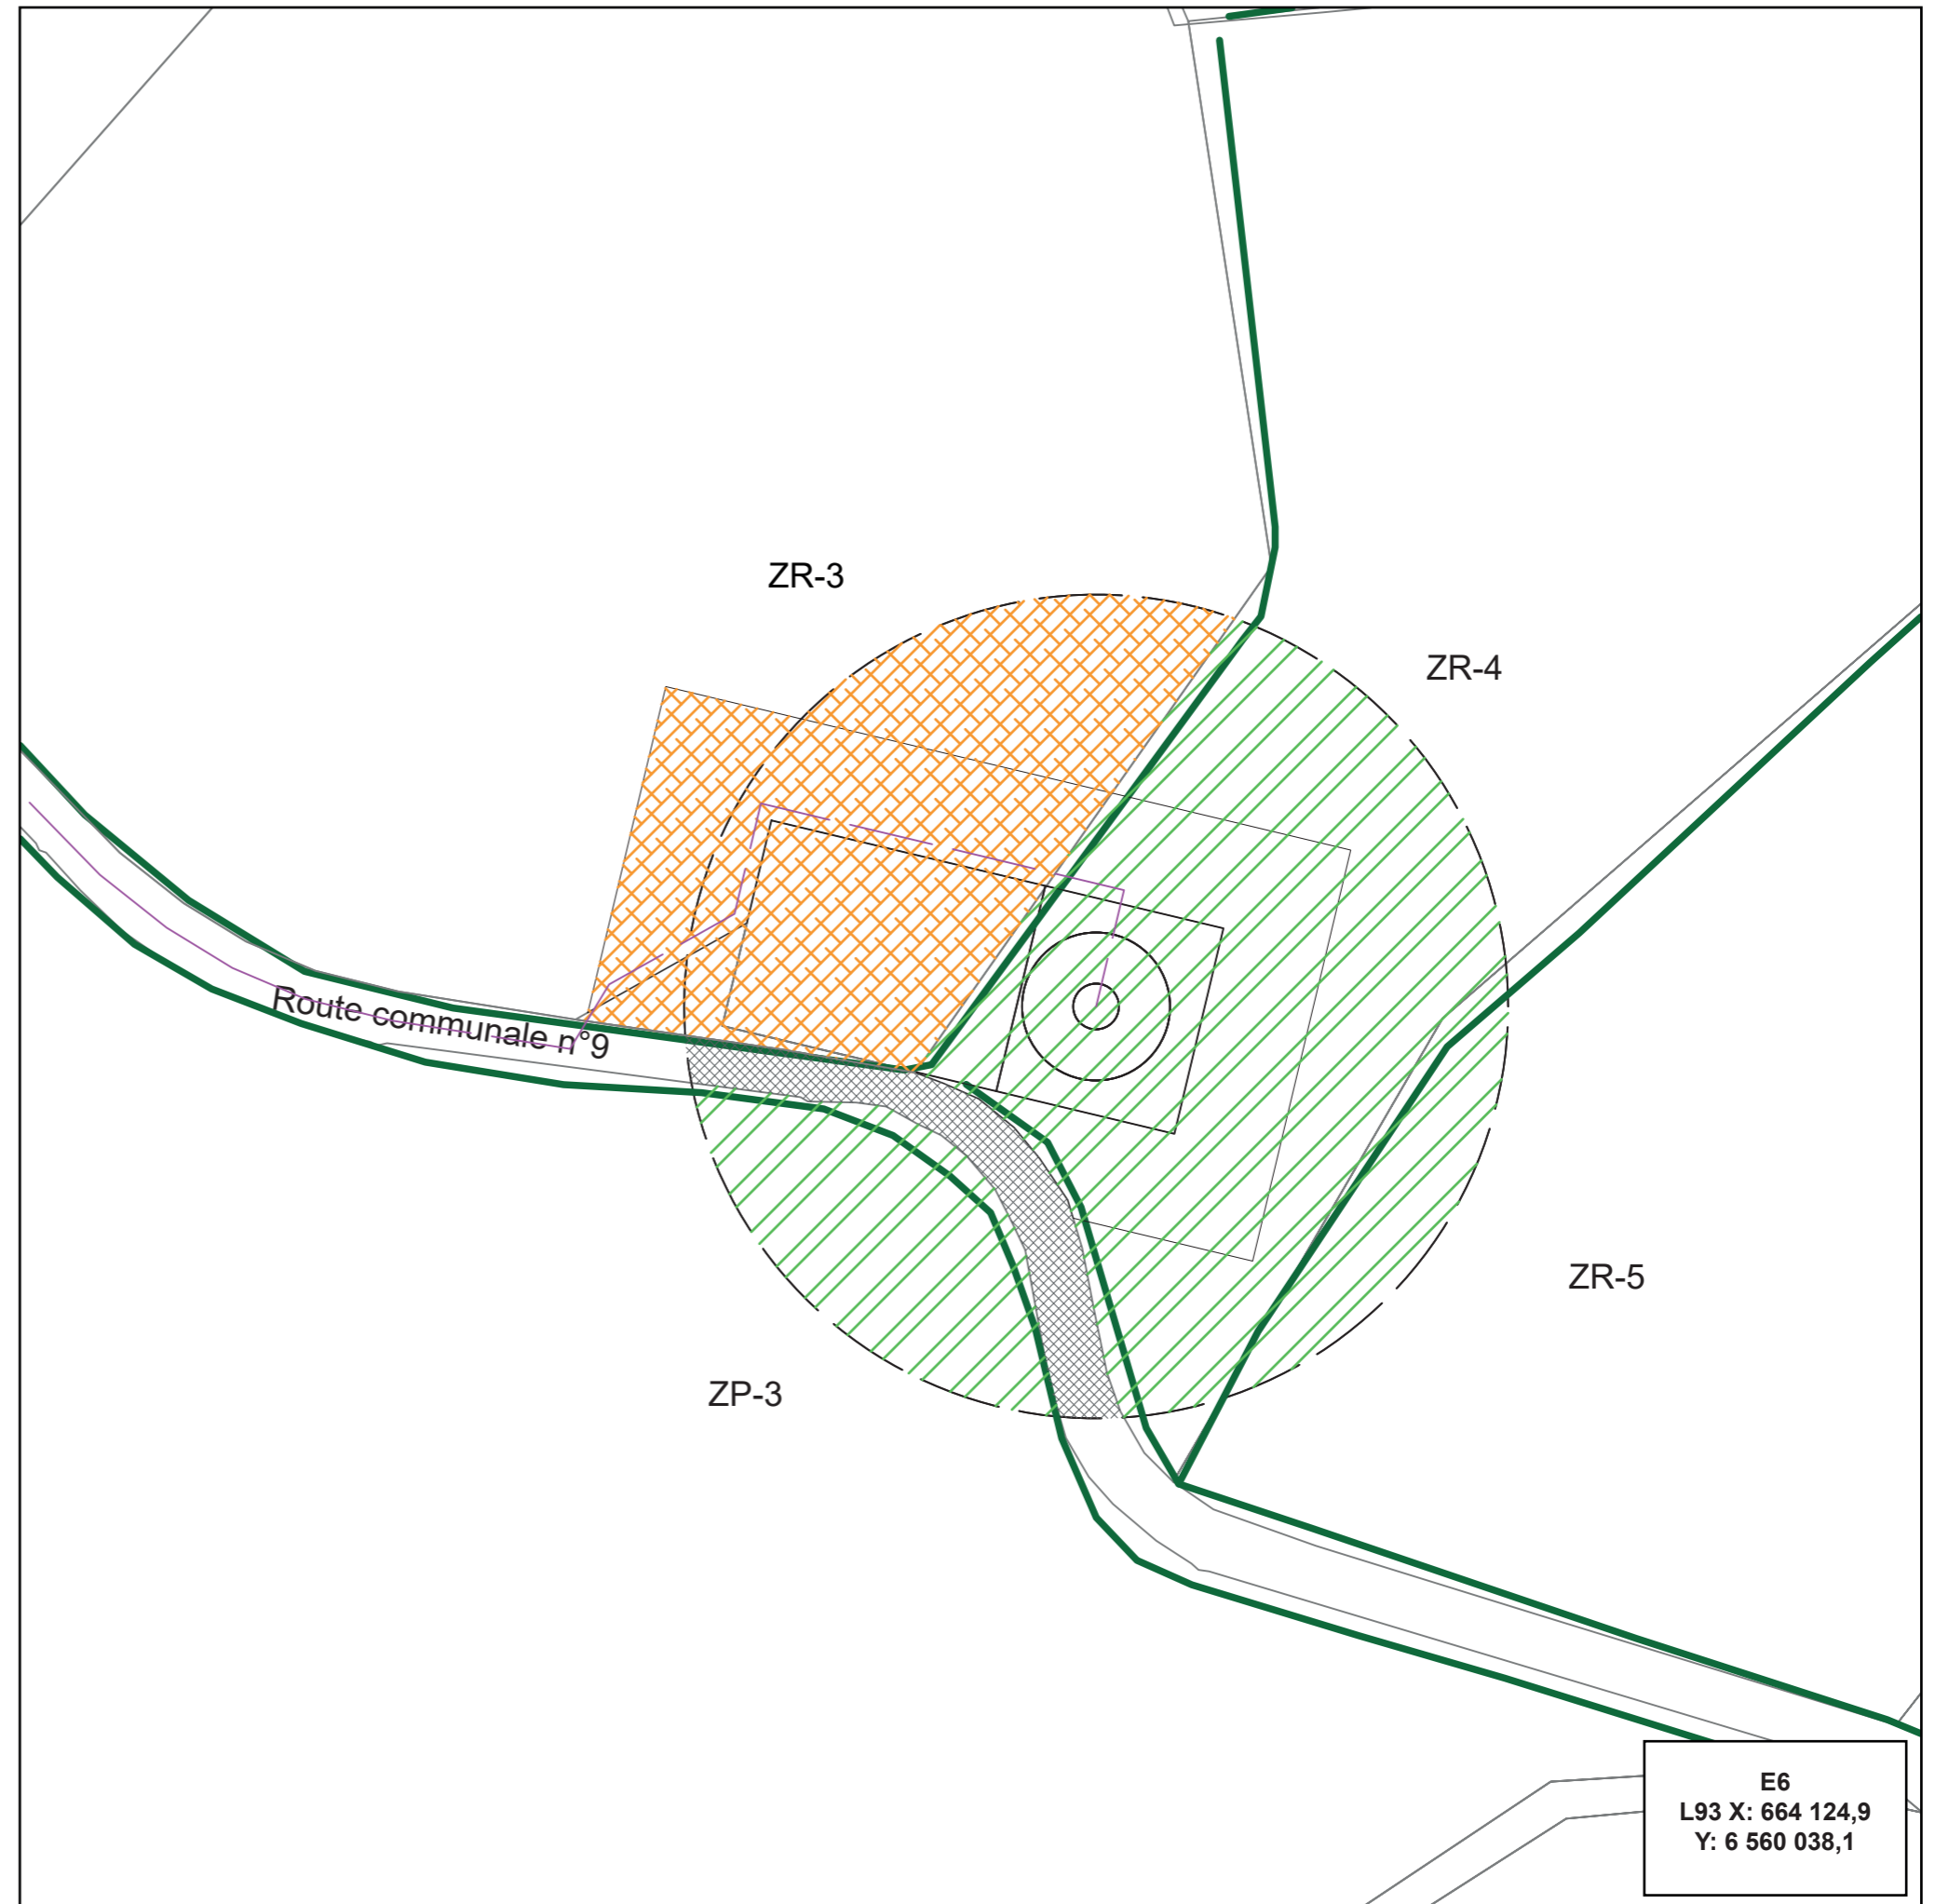 ZR-3
ZR-4
Route communale n°9
ZR-5
ZP-3
E6
L93 X: 664 124,9
Y: 6 560 038,1